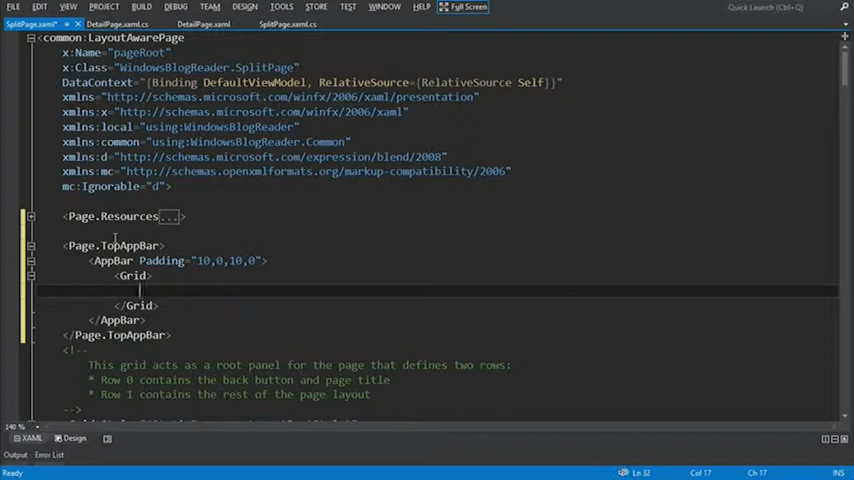 FILE EDIT VIEW PROJECT BUILD DEBUG TEAM DESIGN TOOLS STORE TEST WINDOW HELP Full Screen Quick Launch (Ctrl+Q)
SplitPage.xaml* DetailPage.xaml.cs DetailPage.xaml SplitPage.xaml.cs
<common:LayoutAwarePage
x:Name="pageRoot"
x:Class="WindowsBlogReader.SplitPage"
DataContext="{Binding DefaultViewModel, RelativeSource={RelativeSource Self}}"
xmlns="http://schemas.microsoft.com/winfx/2006/xaml/presentation"
xmlns:x="http://schemas.microsoft.com/winfx/2006/xaml"
xmlns:local="using:WindowsBlogReader"
xmlns:common="using:WindowsBlogReader.Common"
xmlns:d="http://schemas.microsoft.com/expression/blend/2008"
xmlns:mc="http://schemas.openxmlformats.org/markup-compatibility/2006"
mc:Ignorable="d">
<Page.Resources...>
<Page.TopAppBar>
<AppBar Padding="10,0,10,0">
<Grid>
</Grid>
</AppBar>
</Page.TopAppBar>
<!--
This grid acts as a root panel for the page that defines two rows:
* Row 0 contains the back button and page title
* Row 1 contains the rest of the page layout
-->
140 %
XAML Design
Output Error List
Ready Ln 32 Col 17 Ch 17 INS